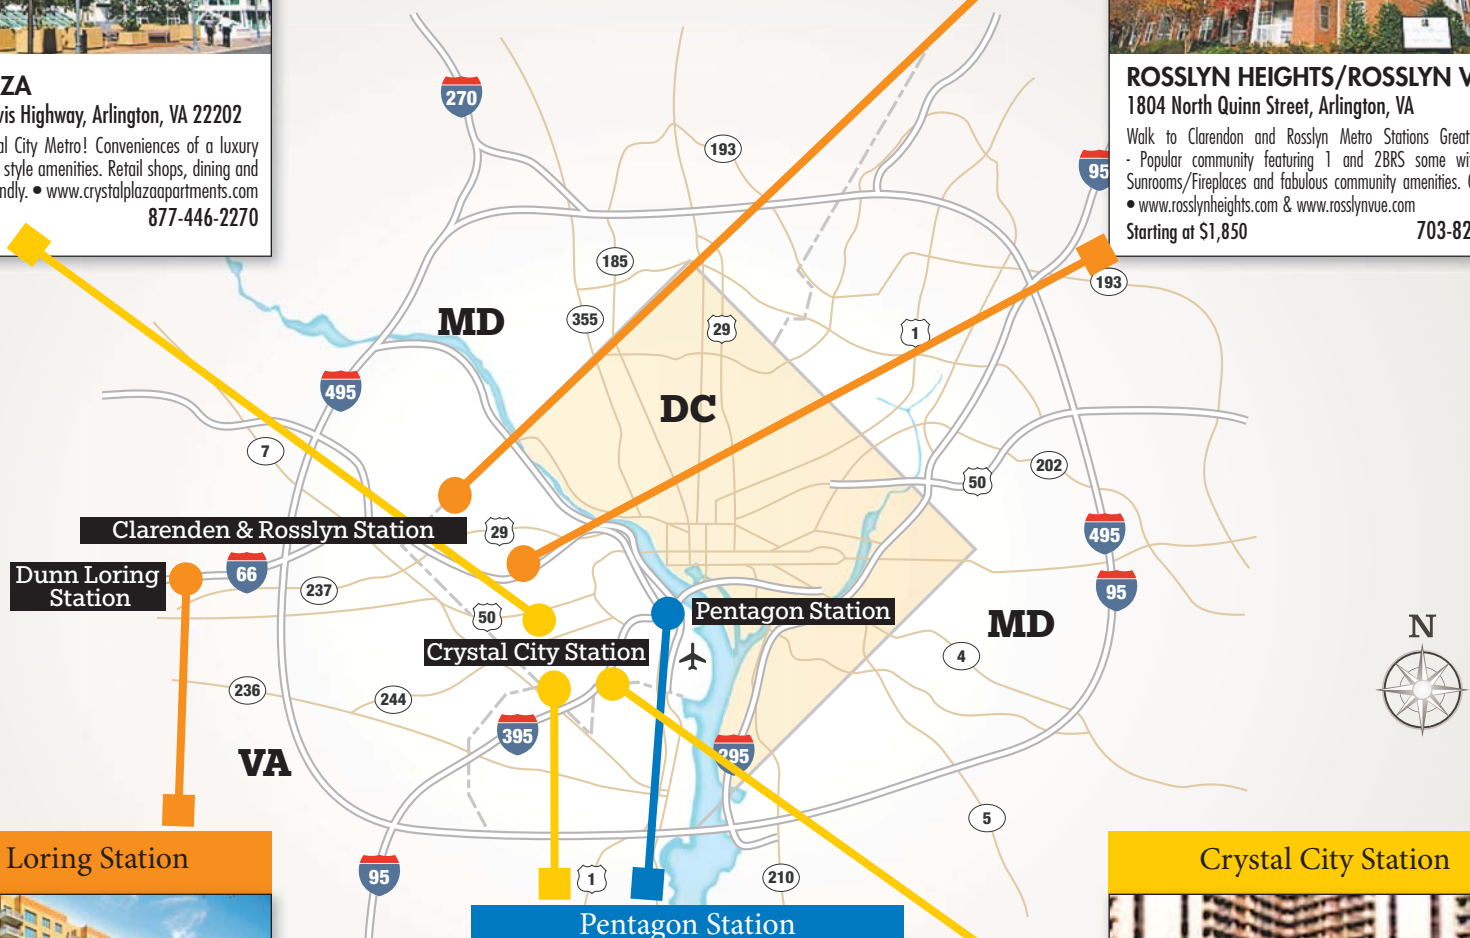 ZA
vis Highway, Arlington, VA 22202
al City Metro! Conveniences of a luxury
style amenities. Retail shops, dining and
ndly. • www.crystalplazaapartments.com
877-446-2270
ROSSLYN HEIGHTS/ROSSLYN V
1804 North Quinn Street, Arlington, VA
Walk to Clarendon and Rosslyn Metro Stations Great
- Popular community featuring 1 and 2BRS some wi
Sunrooms/Fireplaces and fabulous community amenities.
• www.rosslynheights.com & www.rosslynvue.com
Starting at $1,850 703-82
270
193
95
185
193
355
29
1
MD
DC
495
7
202
50
Clarenden & Rosslyn Station
29
495
Dunn Loring
Station
66
237
95
50
Pentagon Station
MD
Crystal City Station
4
N
236
244
395
295
VA
5
95
1
210
Loring Station
Crystal City Station
Pentagon Station